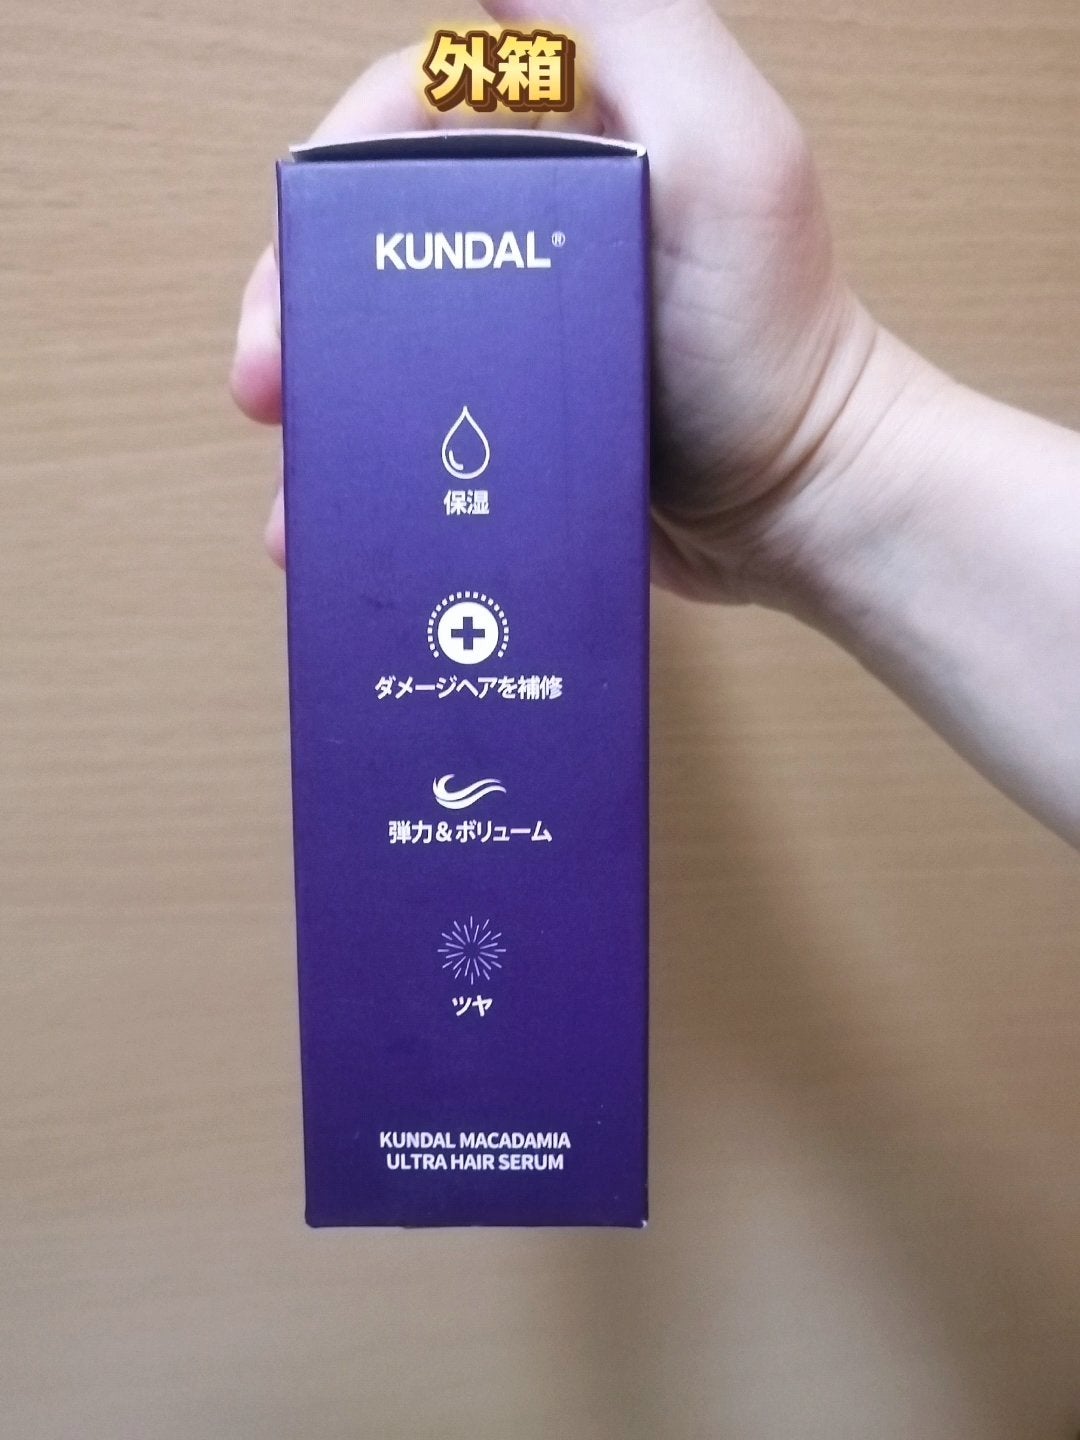 外箱
KUNDAL®
保湿
ダメージヘアを補修
弾力&ボリューム
ツヤ
KUNDAL MACADAMIA
ULTRA HAIR SERUM